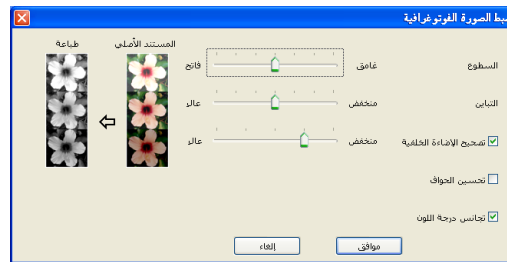 ضبط الصورة الفوتوغرافية
المستند الأصلي طباعة
السطوع غامق فاتح
التباين منخفض عالٍ
تصحيح الإضاءة الخلفية منخفض عالٍ
تحسين الحواف
تجانس درجة اللون
موافق إلغاء